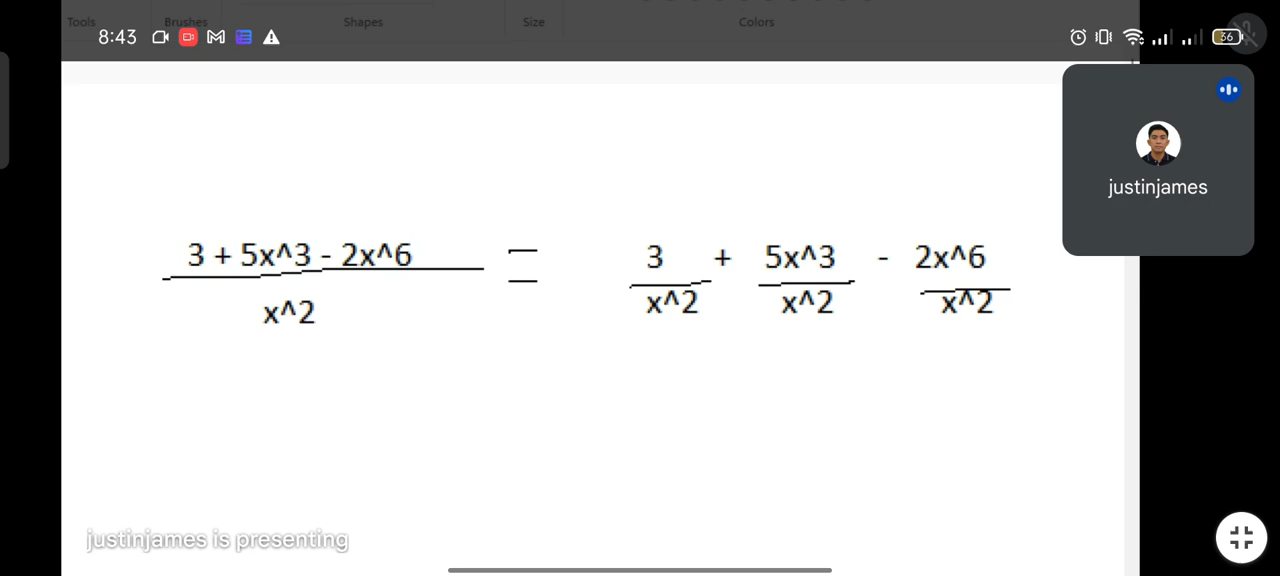 Tools Brushes Shapes Size Colors
8:43 36
justinjames
3 + 5x^3 - 2x^6 = 3 + 5x^3 - 2x^6
x^2 x^2 x^2 x^2
justinjames is presenting